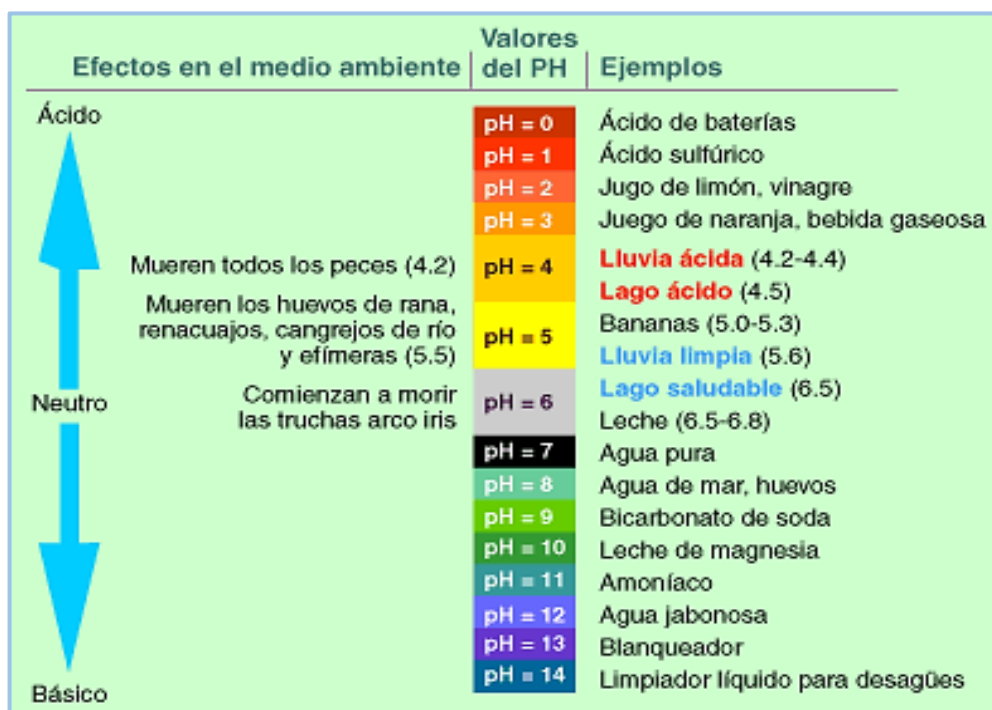 Efectos en el medio ambiente
Valores
del PH
Ejemplos
Ácido
Neutro
Básico
pH = 0 Ácido de baterías
pH = 1 Ácido sulfúrico
pH = 2 Jugo de limón, vinagre
pH = 3 Juego de naranja, bebida gaseosa
Mueren todos los peces (4.2)
pH = 4
Lluvia ácida (4.2-4.4)
Lago ácido (4.5)
Mueren los huevos de rana,
renacuajos, cangrejos de río
y efímeras (5.5)
pH = 5
Bananas (5.0-5.3)
Lluvia limpia (5.6)
Comienzan a morir
las truchas arco iris
pH = 6
Lago saludable (6.5)
Leche (6.5-6.8)
pH = 7 Agua pura
pH = 8 Agua de mar, huevos
pH = 9 Bicarbonato de soda
pH = 10 Leche de magnesia
pH = 11 Amoníaco
pH = 12 Agua jabonosa
pH = 13 Blanqueador
pH = 14 Limpiador líquido para desagües